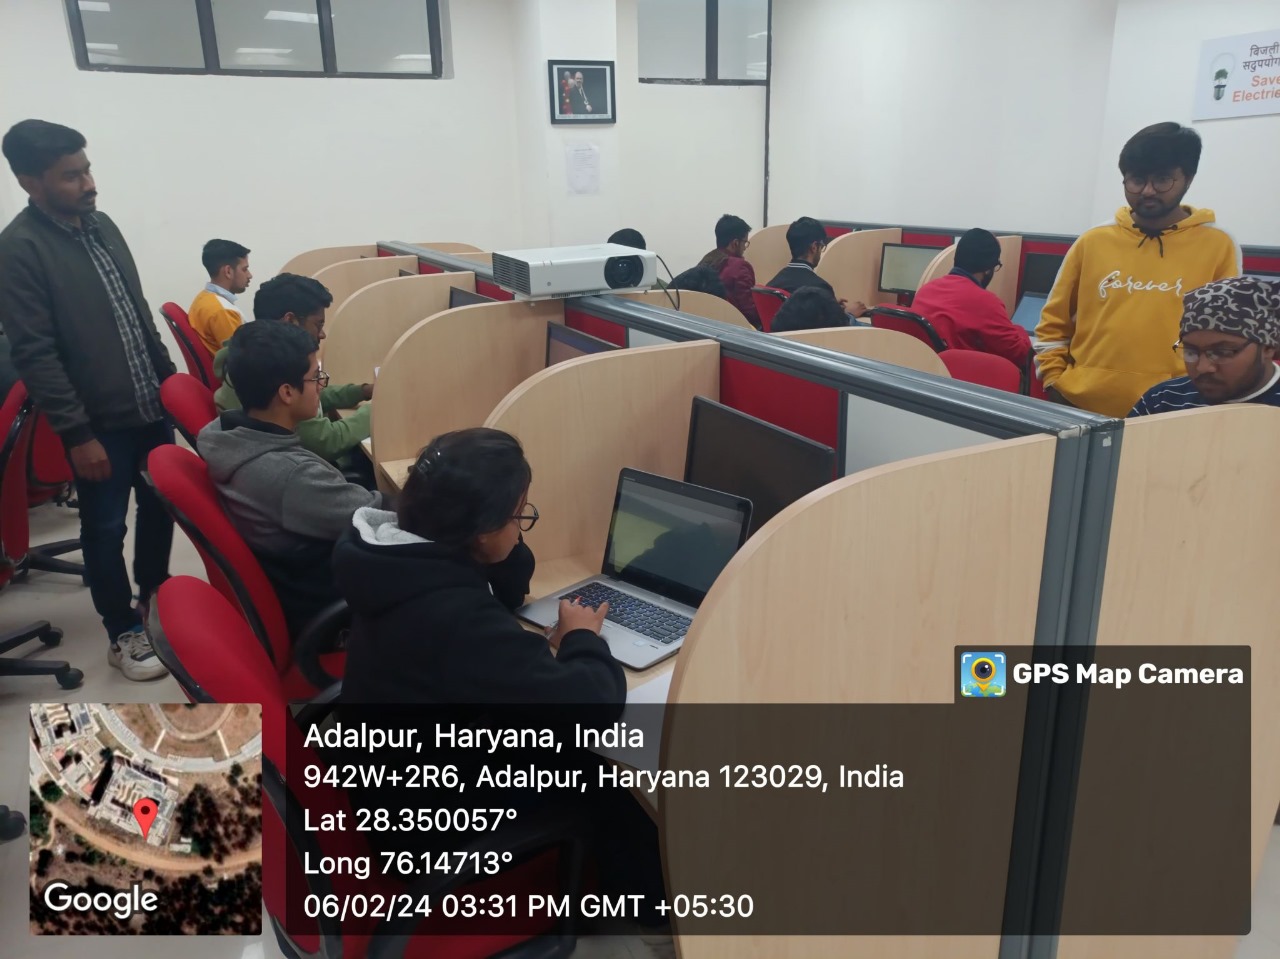 बिजली
सदुपयोग
Save
forever
GPS Map Camera
Adalpur, Haryana, India
942W+2R6, Adalpur, Haryana 123029, India
Lat 28.350057°
Long 76.14713°
06/02/24 03:31 PM GMT +05:30
Google